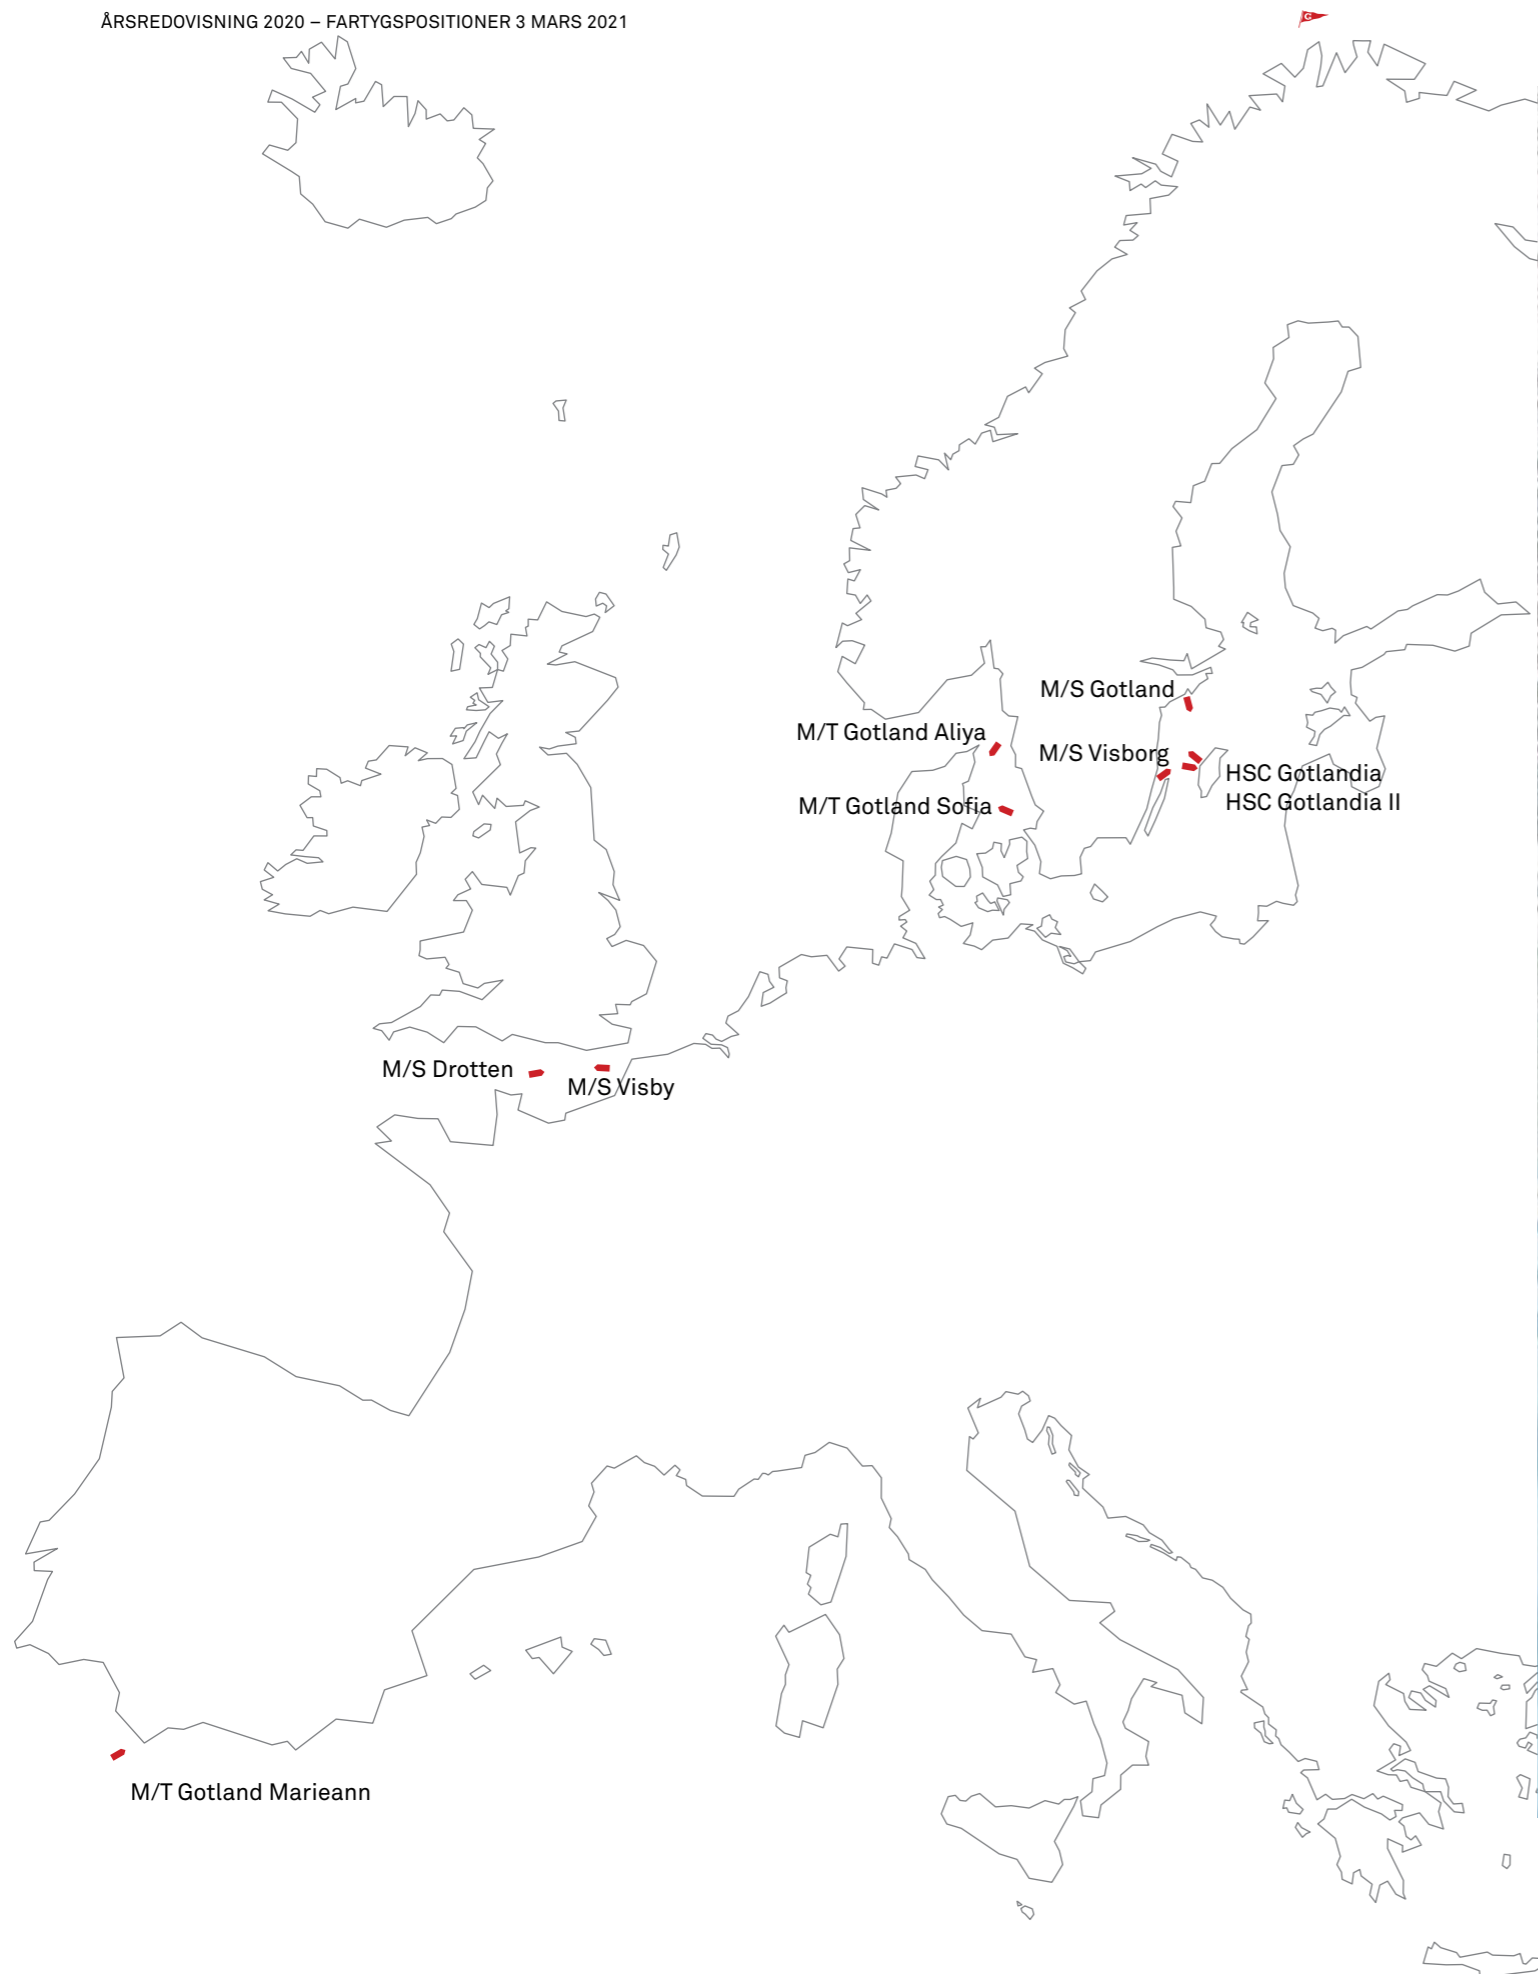 ÅRSREDOVISNING 2020 – FARTYGSPOSITIONER 3 MARS 2021
G
M/S Gotland
M/T Gotland Aliya
M/S Visborg
HSC Gotlandia
HSC Gotlandia II
M/T Gotland Sofia
M/S Drotten
M/S Visby
M/T Gotland Marieann